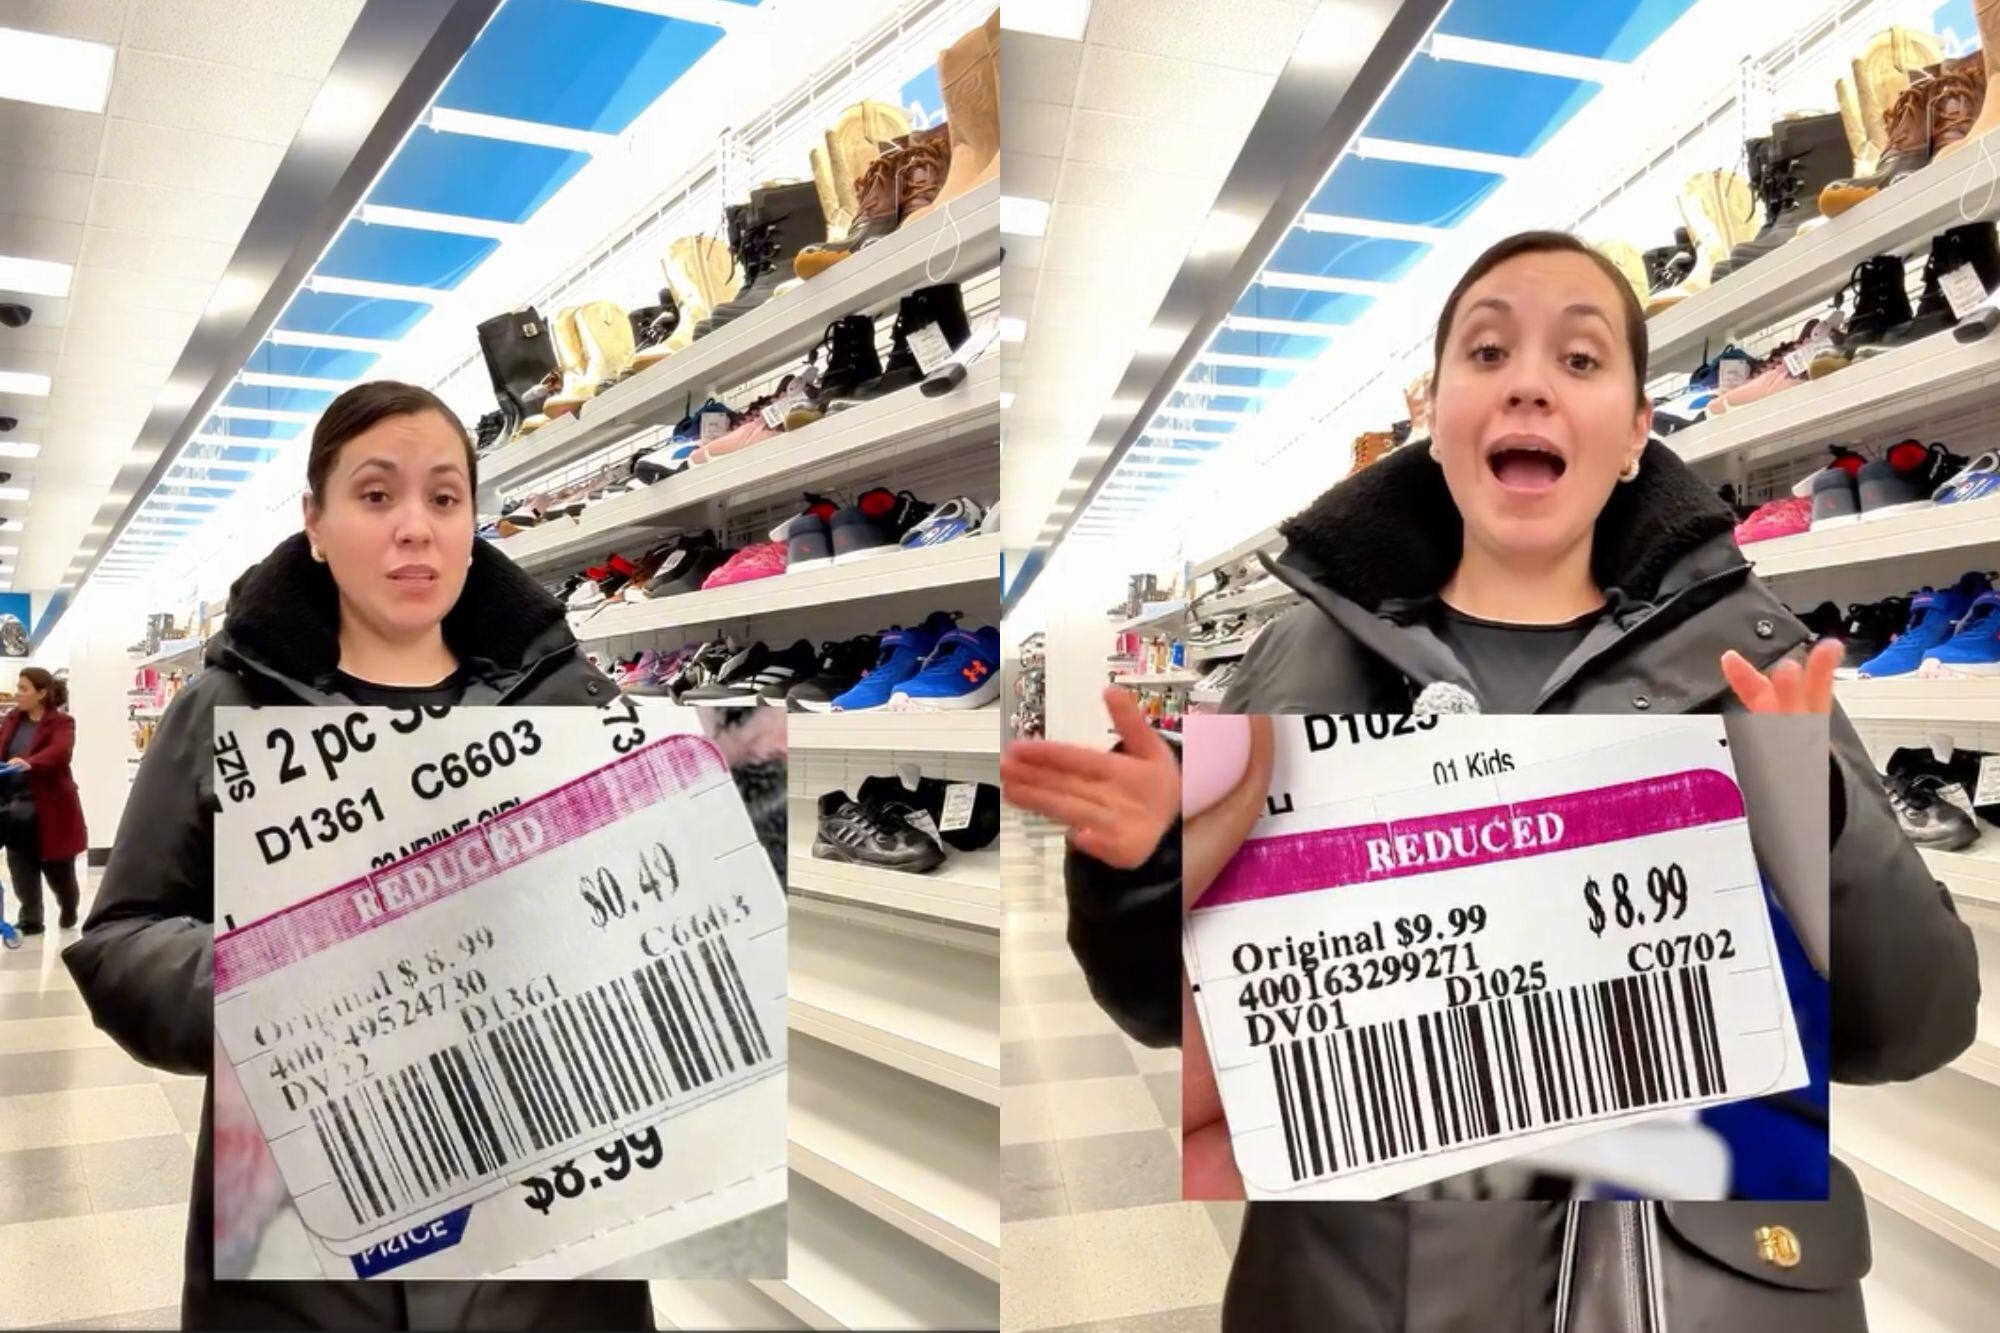 SIZE
2 pc
73
D1361 C6603
REDUCED
$0.49
Original $8.99
C6603
D1361
DV22
$8.99
PRICE
D1025
01 Kids
REDUCED
$8.99
Original $9.99
400163299271
C0702
D1025
DV01